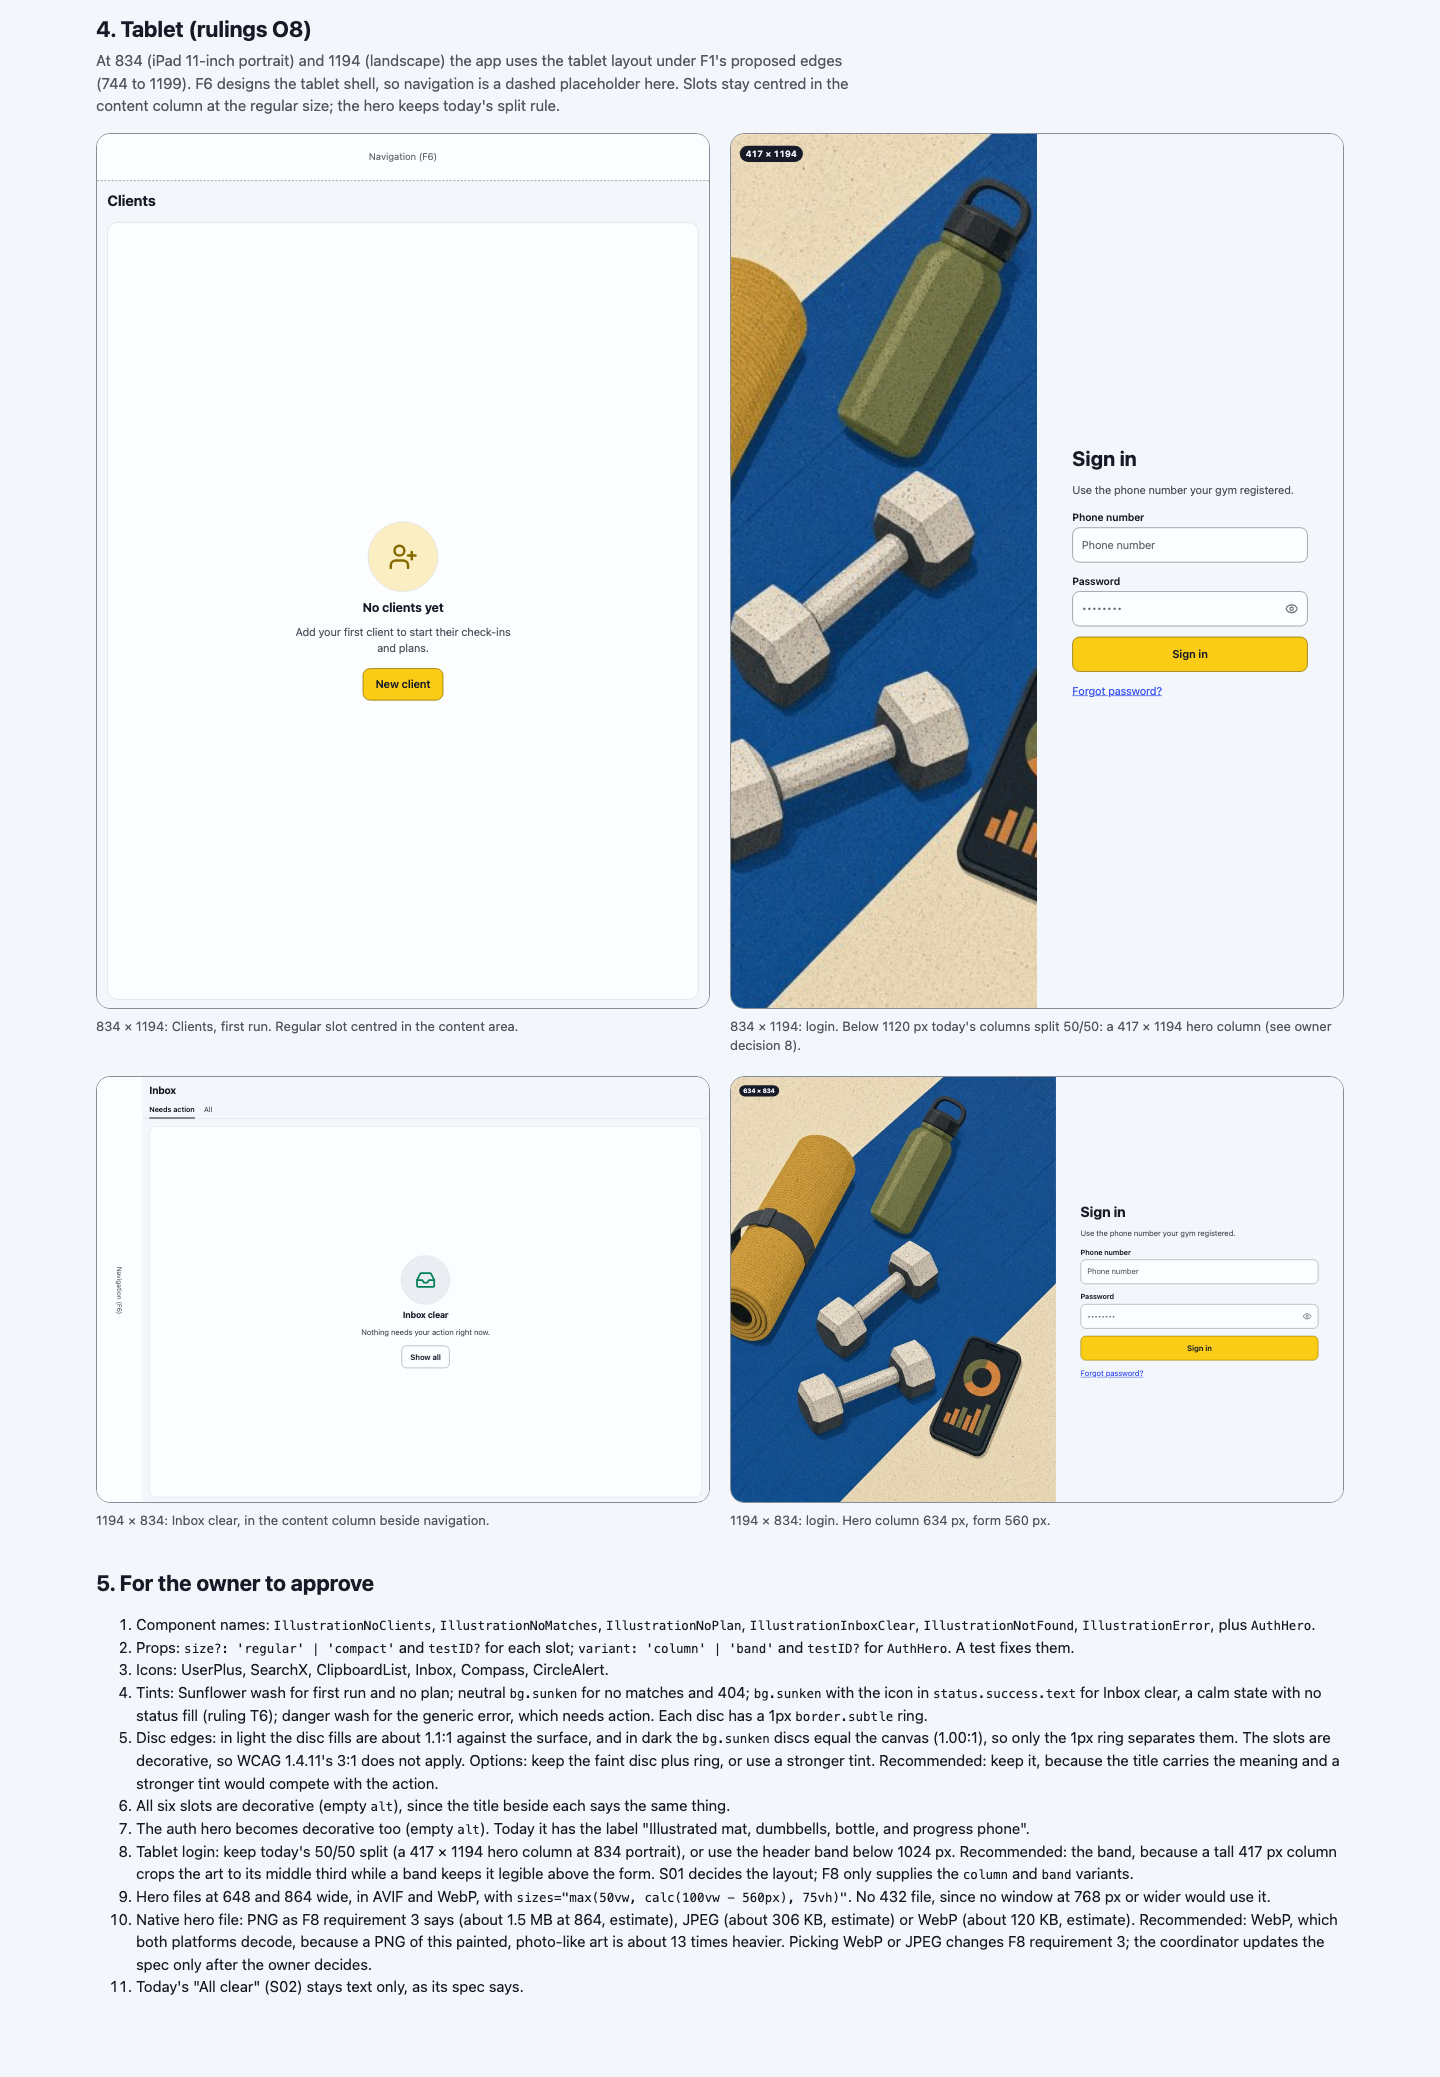 4. Tablet (rulings O8)
At 834 (iPad 11-inch portrait) and 1194 (landscape) the app uses the tablet layout under F1's proposed edges
(744 to 1199). F6 designs the tablet shell, so navigation is a dashed placeholder here. Slots stay centred in the
content column at the regular size; the hero keeps today's split rule.
Navigation (F6)
Clients
No clients yet
Add your first client to start their check-ins
and plans.
New client
834 × 1194: Clients, first run. Regular slot centred in the content area.
417 × 1194
Sign in
Use the phone number your gym registered.
Phone number
Phone number
Password
••••••••
Sign in
Forgot password?
834 × 1194: login. Below 1120 px today's columns split 50/50: a 417 × 1194 hero column (see owner
decision 8).
Navigation (F6)
Inbox
Needs action All
Inbox clear
Nothing needs your action right now.
Show all
1194 × 834: Inbox clear, in the content column beside navigation.
634 × 834
Sign in
Use the phone number your gym registered.
Phone number
Phone number
Password
••••••••
Sign in
Forgot password?
1194 × 834: login. Hero column 634 px, form 560 px.
5. For the owner to approve
1. Component names: IllustrationNoClients, IllustrationNoMatches, IllustrationNoPlan, IllustrationInboxClear, IllustrationNotFound, IllustrationError, plus AuthHero.
2. Props: size?: 'regular' | 'compact' and testID? for each slot; variant: 'column' | 'band' and testID? for AuthHero. A test fixes them.
3. Icons: UserPlus, SearchX, ClipboardList, Inbox, Compass, CircleAlert.
4. Tints: Sunflower wash for first run and no plan; neutral bg.sunken for no matches and 404; bg.sunken with the icon in status.success.text for Inbox clear, a calm state with no
status fill (ruling T6); danger wash for the generic error, which needs action. Each disc has a 1px border.subtle ring.
5. Disc edges: in light the disc fills are about 1.1:1 against the surface, and in dark the bg.sunken discs equal the canvas (1.00:1), so only the 1px ring separates them. The slots are
decorative, so WCAG 1.4.11's 3:1 does not apply. Options: keep the faint disc plus ring, or use a stronger tint. Recommended: keep it, because the title carries the meaning and a
stronger tint would compete with the action.
6. All six slots are decorative (empty alt), since the title beside each says the same thing.
7. The auth hero becomes decorative too (empty alt). Today it has the label "Illustrated mat, dumbbells, bottle, and progress phone".
8. Tablet login: keep today's 50/50 split (a 417 × 1194 hero column at 834 portrait), or use the header band below 1024 px. Recommended: the band, because a tall 417 px column
crops the art to its middle third while a band keeps it legible above the form. S01 decides the layout; F8 only supplies the column and band variants.
9. Hero files at 648 and 864 wide, in AVIF and WebP, with sizes="max(50vw, calc(100vw − 560px), 75vh)". No 432 file, since no window at 768 px or wider would use it.
10. Native hero file: PNG as F8 requirement 3 says (about 1.5 MB at 864, estimate), JPEG (about 306 KB, estimate) or WebP (about 120 KB, estimate). Recommended: WebP, which
both platforms decode, because a PNG of this painted, photo-like art is about 13 times heavier. Picking WebP or JPEG changes F8 requirement 3; the coordinator updates the
spec only after the owner decides.
11. Today's "All clear" (S02) stays text only, as its spec says.